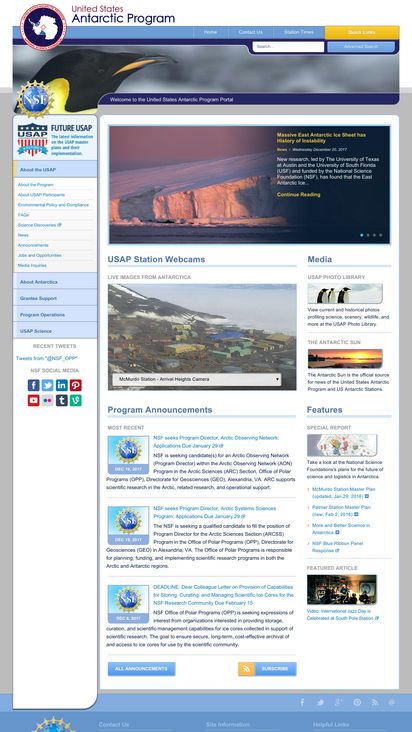 United States
Antarctic Program
Home
Contact Us
Station Times
Quick Links
Search...
Advanced Search
Welcome to the United States Antarctic Program Portal
NSF
USAP
FUTURE USAP
The latest information on the USAP master plans and their implementation.
About the USAP
About the Program
About USAP Participants
Environmental Policy and Compliance
FAQs
Science Discoveries
News
Announcements
Jobs and Opportunities
Media Inquiries
About Antarctica
Grantee Support
Program Operations
USAP Science
RECENT TWEETS
Tweets from "@NSF_OPP"
NSF SOCIAL MEDIA
Massive East Antarctic Ice Sheet has
History of Instability
News / Wednesday December 20, 2017
New research, led by The University of Texas
at Austin and the University of South Florida
(USF) and funded by the National Science
Foundation (NSF), has found that the East
Antarctic Ice...
Continue Reading
USAP Station Webcams
LIVE IMAGES FROM ANTARCTICA
McMurdo Station - Arrival Heights Camera
Media
USAP PHOTO LIBRARY
View current and historical photos
profiling science, scenery, wildlife, and
more at the USAP Photo Library.
THE ANTARCTIC SUN
The Antarctic Sun is the official source
for news of the United States Antarctic
Program and US Antarctic Stations.
Program Announcements
MOST RECENT
NSF
DEC 19, 2017
NSF seeks Program Director, Arctic Observing Network:
Applications Due January 29
NSF is seeking candidate(s) for an Arctic Observing Network
(Program Director) within the Arctic Observing Network (AON)
Program in the Arctic Sciences (ARC) Section, Office of Polar
Programs (OPP), Directorate for Geosciences (GEO), Alexandria, VA. ARC supports
scientific research in the Arctic, related research, and operational support.
NSF
DEC 19, 2017
NSF seeks Program Director, Arctic Systems Sciences
Program: Applications Due January 29
The NSF is seeking a qualified candidate to fill the position of
Program Director for the Arctic Sciences Section (ARCSS)
Program in the Office of Polar Programs (OPP), Directorate for
Geosciences (GEO) in Alexandria, VA. The Office of Polar Programs is responsible
for planning, funding, and implementing scientific research programs in both the
Arctic and Antarctic regions.
NSF
DEC 6, 2017
DEADLINE: Dear Colleague Letter on Provision of Capabilities
for Storing, Curating, and Managing Scientific Ice Cores for the
NSF Research Community Due February 15
NSF Office of Polar Programs (OPP) is seeking expressions of
interest from organizations interested in providing storage,
curation, and scientific-management capabilities for ice cores collected in support of
scientific research. The goal to ensure secure, long-term, cost-effective archival of
and access to ice cores for use by the scientific community.
ALL ANNOUNCEMENTS
SUBSCRIBE
Features
SPECIAL REPORT
Take a look at the National Science
Foundation's plans for the future of
science and logistics in Antarctica.
McMurdo Station Master Plan
(updated, Jan 29, 2016)
Palmer Station Master Plan
(new, Feb 2, 2016)
More and Better Science in
Antarctica
NSF Blue Ribbon Panel
Response
FEATURED ARTICLE
Video: International Jazz Day is
Celebrated at South Pole Station
Contact Us
Site Information
Helpful Links